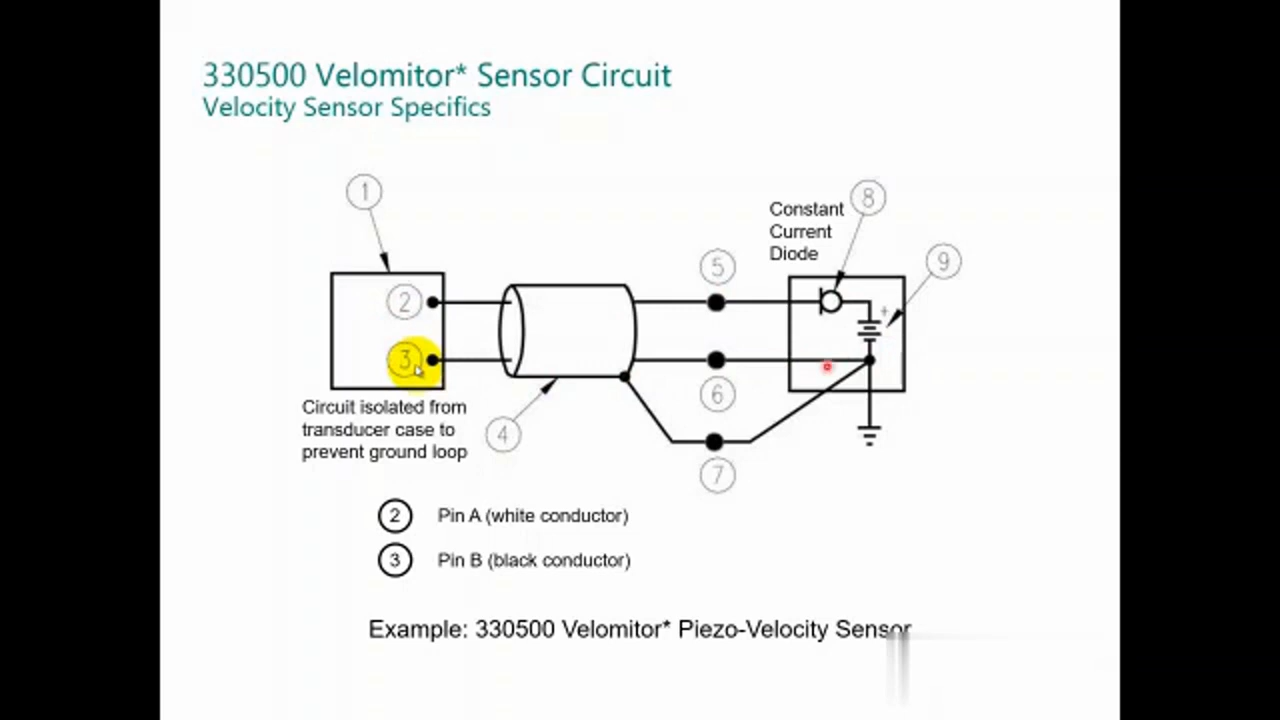 330500 Velomitor* Sensor Circuit
Velocity Sensor Specifics
1
8
Constant
Current
Diode
9
5
2
+
3
6
Circuit isolated from
transducer case to
prevent ground loop
4
7
2 Pin A (white conductor)
3 Pin B (black conductor)
Example: 330500 Velomitor* Piezo-Velocity Sensor